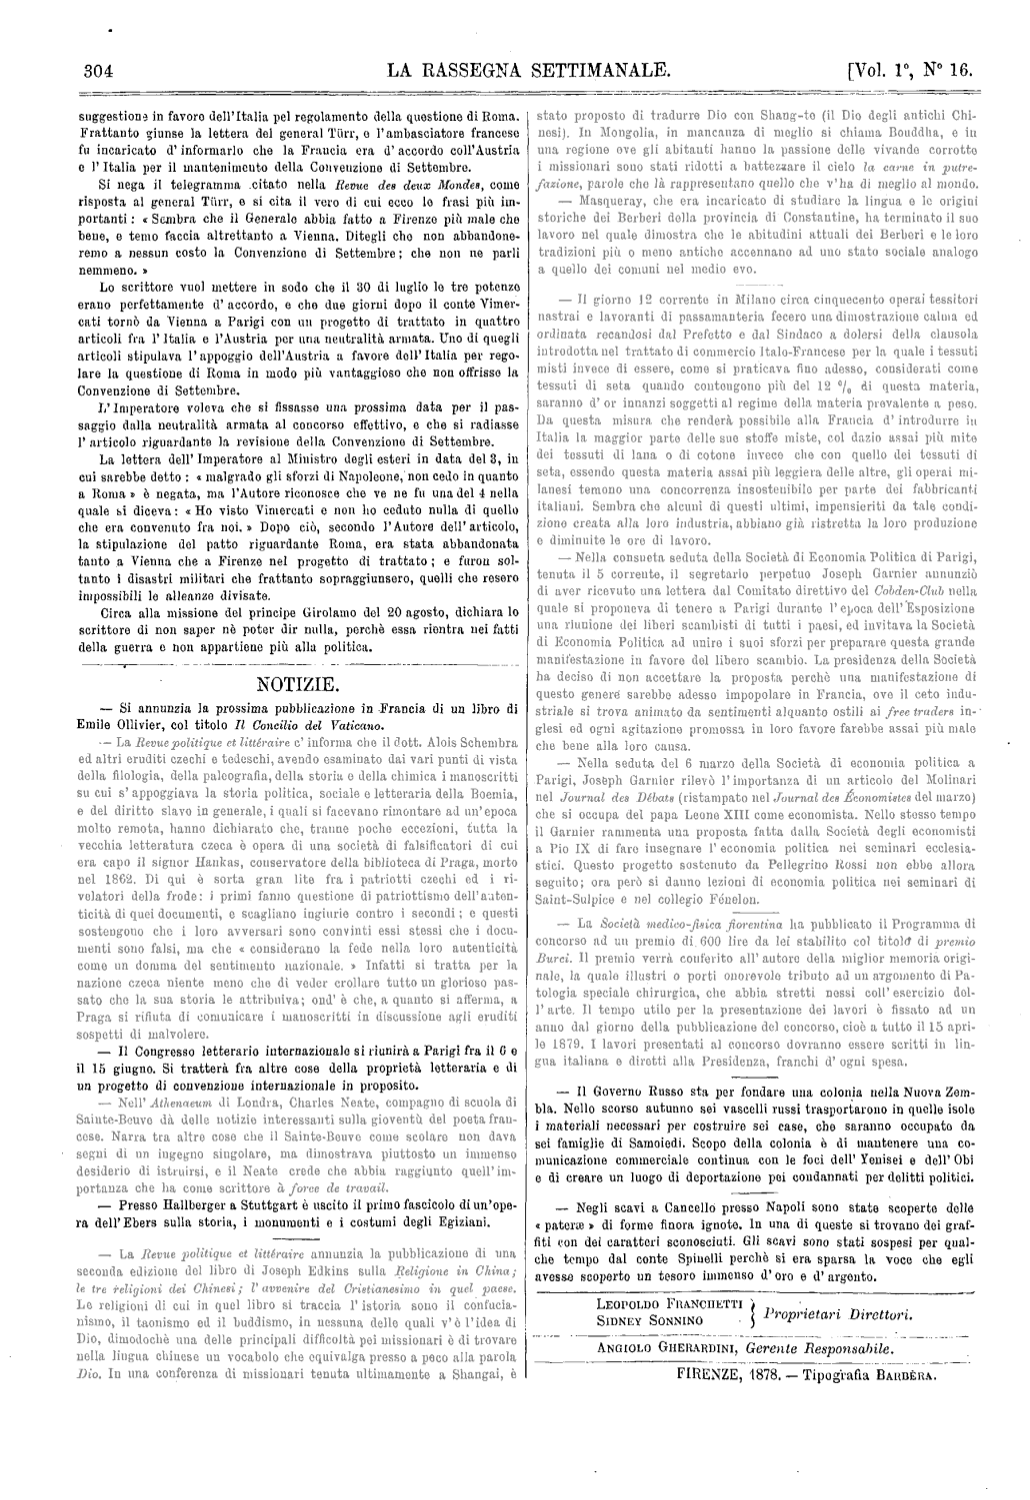 304 LA RASSEGNA SETTIMANALE. [Vol. 1°, N° 16.
suggestione in favore dell'Italia pel regolamento della questione di Roma.
Frattanto giunse la lettera del general Türr, e l'ambasciatore francese
fu incaricato d'informarlo che la Francia era d'accordo coll'Austria
e l'Italia per il mantenimento della Convenzione di Settembre.
Si nega il telegramma citato nella Revue des deux Mondes, come
risposta al general Türr, e si cita il vero di cui ecco le frasi più im-
portanti: « Sembra che il Generale abbia fatto a Firenze più male che
bene, e temo faccia altrettanto a Vienna. Ditegli che non abbandone-
remo a nessun costo la Convenzione di Settembre; che non ne parli
nemmeno. »
Lo scrittore vuol mettere in sodo che il 30 di luglio le tre potenze
erano perfettamente d'accordo, e che due giorni dopo il conte Vimer-
cati tornò da Vienna a Parigi con un progetto di trattato in quattro
articoli fra l'Italia e l'Austria per una neutralità armata. Uno di quegli
articoli stipulava l'appoggio dell'Austria a favore dell'Italia per rego-
lare la questione di Roma in modo più vantaggioso che non offrisse la
Convenzione di Settembre.
L'Imperatore voleva che si fissasse una prossima data per il pas-
saggio dalla neutralità armata al concorso effettivo, e che si radiasse
l'articolo riguardante la revisione della Convenzione di Settembre.
La lettera dell'Imperatore al Ministro degli esteri in data del 3, in
cui sarebbe detto: « malgrado gli sforzi di Napoleone, non cedo in quanto
a Roma » è negata, ma l'Autore riconosce che ve ne fu una del 4 nella
quale si diceva: « Ho visto Vimercati e non ho ceduto nulla di quello
che era convenuto fra noi. » Dopo ciò, secondo l'Autore dell'articolo,
la stipulazione del patto riguardante Roma, era stata abbandonata
tanto a Vienna che a Firenze nel progetto di trattato; e furon sol-
tanto i disastri militari che frattanto sopraggiunsero, quelli che resero
impossibili le alleanze divisate.
Circa alla missione del principe Girolamo del 20 agosto, dichiara lo
scrittore di non saper nè poter dir nulla, perchè essa rientra nei fatti
della guerra e non appartiene più alla politica.
NOTIZIE.
— Si annunzia la prossima pubblicazione in Francia di un libro di
Emile Ollivier, col titolo Il Concilio del Vaticano.
— La Revue politique et littéraire c'informa che il dott. Alois Schembra
ed altri eruditi czechi e tedeschi, avendo esaminato dai vari punti di vista
della filologia, della paleografia, della storia e della chimica i manoscritti
su cui s'appoggiava la storia politica, sociale e letteraria della Boemia,
e del diritto slavo in generale, i quali si facevano rimontare ad un'epoca
molto remota, hanno dichiarato che, tranne poche eccezioni, tutta la
vecchia letteratura czeca è opera di una società di falsificatori di cui
era capo il signor Hankas, conservatore della biblioteca di Praga, morto
nel 1862. Di qui è sorta gran lite fra i patriotti czechi ed i ri-
velatori della frode: i primi fanno questione di patriottismo dell'auten-
ticità di quei documenti, e scagliano ingiurie contro i secondi; e questi
sostengono che i loro avversari sono convinti essi stessi che i docu-
menti sono falsi, ma che « considerano la fede nella loro autenticità
come un domma del sentimento nazionale. » Infatti si tratta per la
nazione czeca niente meno che di veder crollare tutto un glorioso pas-
sato che la sua storia le attribuiva; ond'è che, a quanto si afferma, a
Praga si rifiuta di comunicare i manoscritti in discussione agli eruditi
sospetti di malvolere.
— Il Congresso letterario internazionale si riunirà a Parigi fra il 6 e
il 15 giugno. Si tratterà fra altre cose della proprietà letteraria e di
un progetto di convenzione internazionale in proposito.
— Nell'Athenaeum di Londra, Charles Neate, compagno di scuola di
Sainte-Beuve dà delle notizie interessanti sulla gioventù del poeta fran-
cese. Narra tra altre cose che il Sainte-Beuve come scolare non dava
segni di un ingegno singolare, ma dimostrava piuttosto un immenso
desiderio di istruirsi, e il Neate crede che abbia raggiunto quell'im-
portanza che ha come scrittore à force de travail.
— Presso Hallberger a Stuttgart è uscito il primo fascicolo di un'ope-
ra dell'Ebers sulla storia, i monumenti e i costumi degli Egiziani.
— La Revue politique et littéraire annunzia la pubblicazione di una
seconda edizione del libro di Joseph Edkins sulla Religione in China;
le tre religioni dei Chinesi; l'avvenire del Cristianesimo in quel paese.
Le religioni di cui in quel libro si traccia l'istoria sono il confucia-
nismo, il taonismo ed il buddismo, in nessuna delle quali v'è l'idea di
Dio, dimodochè una delle principali difficoltà pei missionari è di trovare
nella lingua chinese un vocabolo che equivalga presso a poco alla parola
Dio. In una conferenza di missionari tenuta ultimamente a Shangai, è
stato proposto di tradurre Dio con Shang-te (il Dio degli antichi Chi-
nesi). In Mongolia, in mancanza di meglio si chiama Bouddha, e in
una regione ove gli abitanti hanno la passione delle vivande corrotte
i missionari sono stati ridotti a battezzare il cielo la carne in putre-
fazione, parole che là rappresentano quello che v'ha di meglio al mondo.
— Masqueray, che era incaricato di studiare la lingua e le origini
storiche dei Berberi della provincia di Constantine, ha terminato il suo
lavoro nel quale dimostra che le abitudini attuali dei Berberi e le loro
tradizioni più o meno antiche accennano ad uno stato sociale analogo
a quello dei comuni nel medio evo.
— Il giorno 12 corrente in Milano circa cinquecento operai tessitori
nastrai e lavoranti di passamanteria fecero una dimostrazione calma ed
ordinata recandosi dal Prefetto e dal Sindaco a dolersi della clausola
introdotta nel trattato di commercio Italo-Francese per la quale i tessuti
misti invece di essere, come si praticava fino adesso, considerati come
tessuti di seta quando contengono più del 12 % di questa materia,
saranno d'or innanzi soggetti al regime della materia prevalente a peso.
Da questa misura che renderà possibile alla Francia d'introdurre in
Italia la maggior parte delle sue stoffe miste, col dazio assai più mite
dei tessuti di lana o di cotone invece che con quello dei tessuti di
seta, essendo questa materia assai più leggiera delle altre, gli operai mi-
lanesi temono una concorrenza insostenibile per parte dei fabbricanti
italiani. Sembra che alcuni di questi ultimi, impensieriti da tale condi-
zione creata alla loro industria, abbiano già ristretta la loro produzione
e diminuite le ore di lavoro.
— Nella consueta seduta della Società di Economia Politica di Parigi,
tenuta il 5 corrente, il segretario perpetuo Joseph Garnier annunziò
di aver ricevuto una lettera dal Comitato direttivo del Cobden-Club nella
quale si proponeva di tenere a Parigi durante l'epoca dell'Esposizione
una riunione dei liberi scambisti di tutti i paesi, ed invitava la Società
di Economia Politica ad unire i suoi sforzi per preparare questa grande
manifestazione in favore del libero scambio. La presidenza della Società
ha deciso di non accettare la proposta perchè una manifestazione di
questo genere sarebbe adesso impopolare in Francia, ove il ceto indu-
striale si trova animato da sentimenti alquanto ostili ai free traders in-
glesi ed ogni agitazione promossa in loro favore farebbe assai più male
che bene alla loro causa.
— Nella seduta del 6 marzo della Società di economia politica a
Parigi, Joseph Garnier rilevò l'importanza di un articolo del Molinari
nel Journal des Débats (ristampato nel Journal des Économistes del marzo)
che si occupa del papa Leone XIII come economista. Nello stesso tempo
il Garnier rammenta una proposta fatta dalla Società degli economisti
a Pio IX di fare insegnare l'economia politica nei seminari ecclesia-
stici. Questo progetto sostenuto da Pellegrino Rossi non ebbe allora
seguito; ora però si danno lezioni di economia politica nei seminari di
Saint-Sulpice e nel collegio Fénelon.
— La Società medico-fisica fiorentina ha pubblicato il Programma di
concorso ad un premio di 600 lire da lei stabilito col titolo di premio
Burci. Il premio verrà conferito all'autore della miglior memoria origi-
nale, la quale illustri o porti onorevole tributo ad un argomento di Pa-
tologia speciale chirurgica, che abbia stretti nessi coll'esercizio del-
l'arte. Il tempo utile per la presentazione dei lavori è fissato ad un
anno dal giorno della pubblicazione del concorso, cioè a tutto il 15 apri-
le 1879. I lavori presentati al concorso dovranno essere scritti in lin-
gua italiana e diretti alla Presidenza, franchi d'ogni spesa.
— Il Governo Russo sta per fondare una colonia nella Nuova Zem-
bla. Nello scorso autunno sei vascelli russi trasportarono in quelle isole
i materiali necessari per costruire sei case, che saranno occupato da
sei famiglie di Samoiedi. Scopo della colonia è di mantenere una co-
municazione commerciale continua con le foci dell'Yenisei e dell'Obi
e di creare un luogo di deportazione pei condannati per delitti politici.
— Negli scavi a Cancello presso Napoli sono state scoperte delle
« pateræ » di forme finora ignote. In una di queste si trovano dei graf-
fiti con dei caratteri sconosciuti. Gli scavi sono stati sospesi per qual-
che tempo dal conte Spinelli perchè si era sparsa la voce che egli
avesse scoperto un tesoro immenso d'oro e d'argento.
LEOPOLDO FRANCHETTI
SIDNEY SONNINO } Proprietari Direttori.
ANGIOLO GHERARDINI, Gerente Responsabile.
FIRENZE, 1878. — Tipografia BARBÈRA.